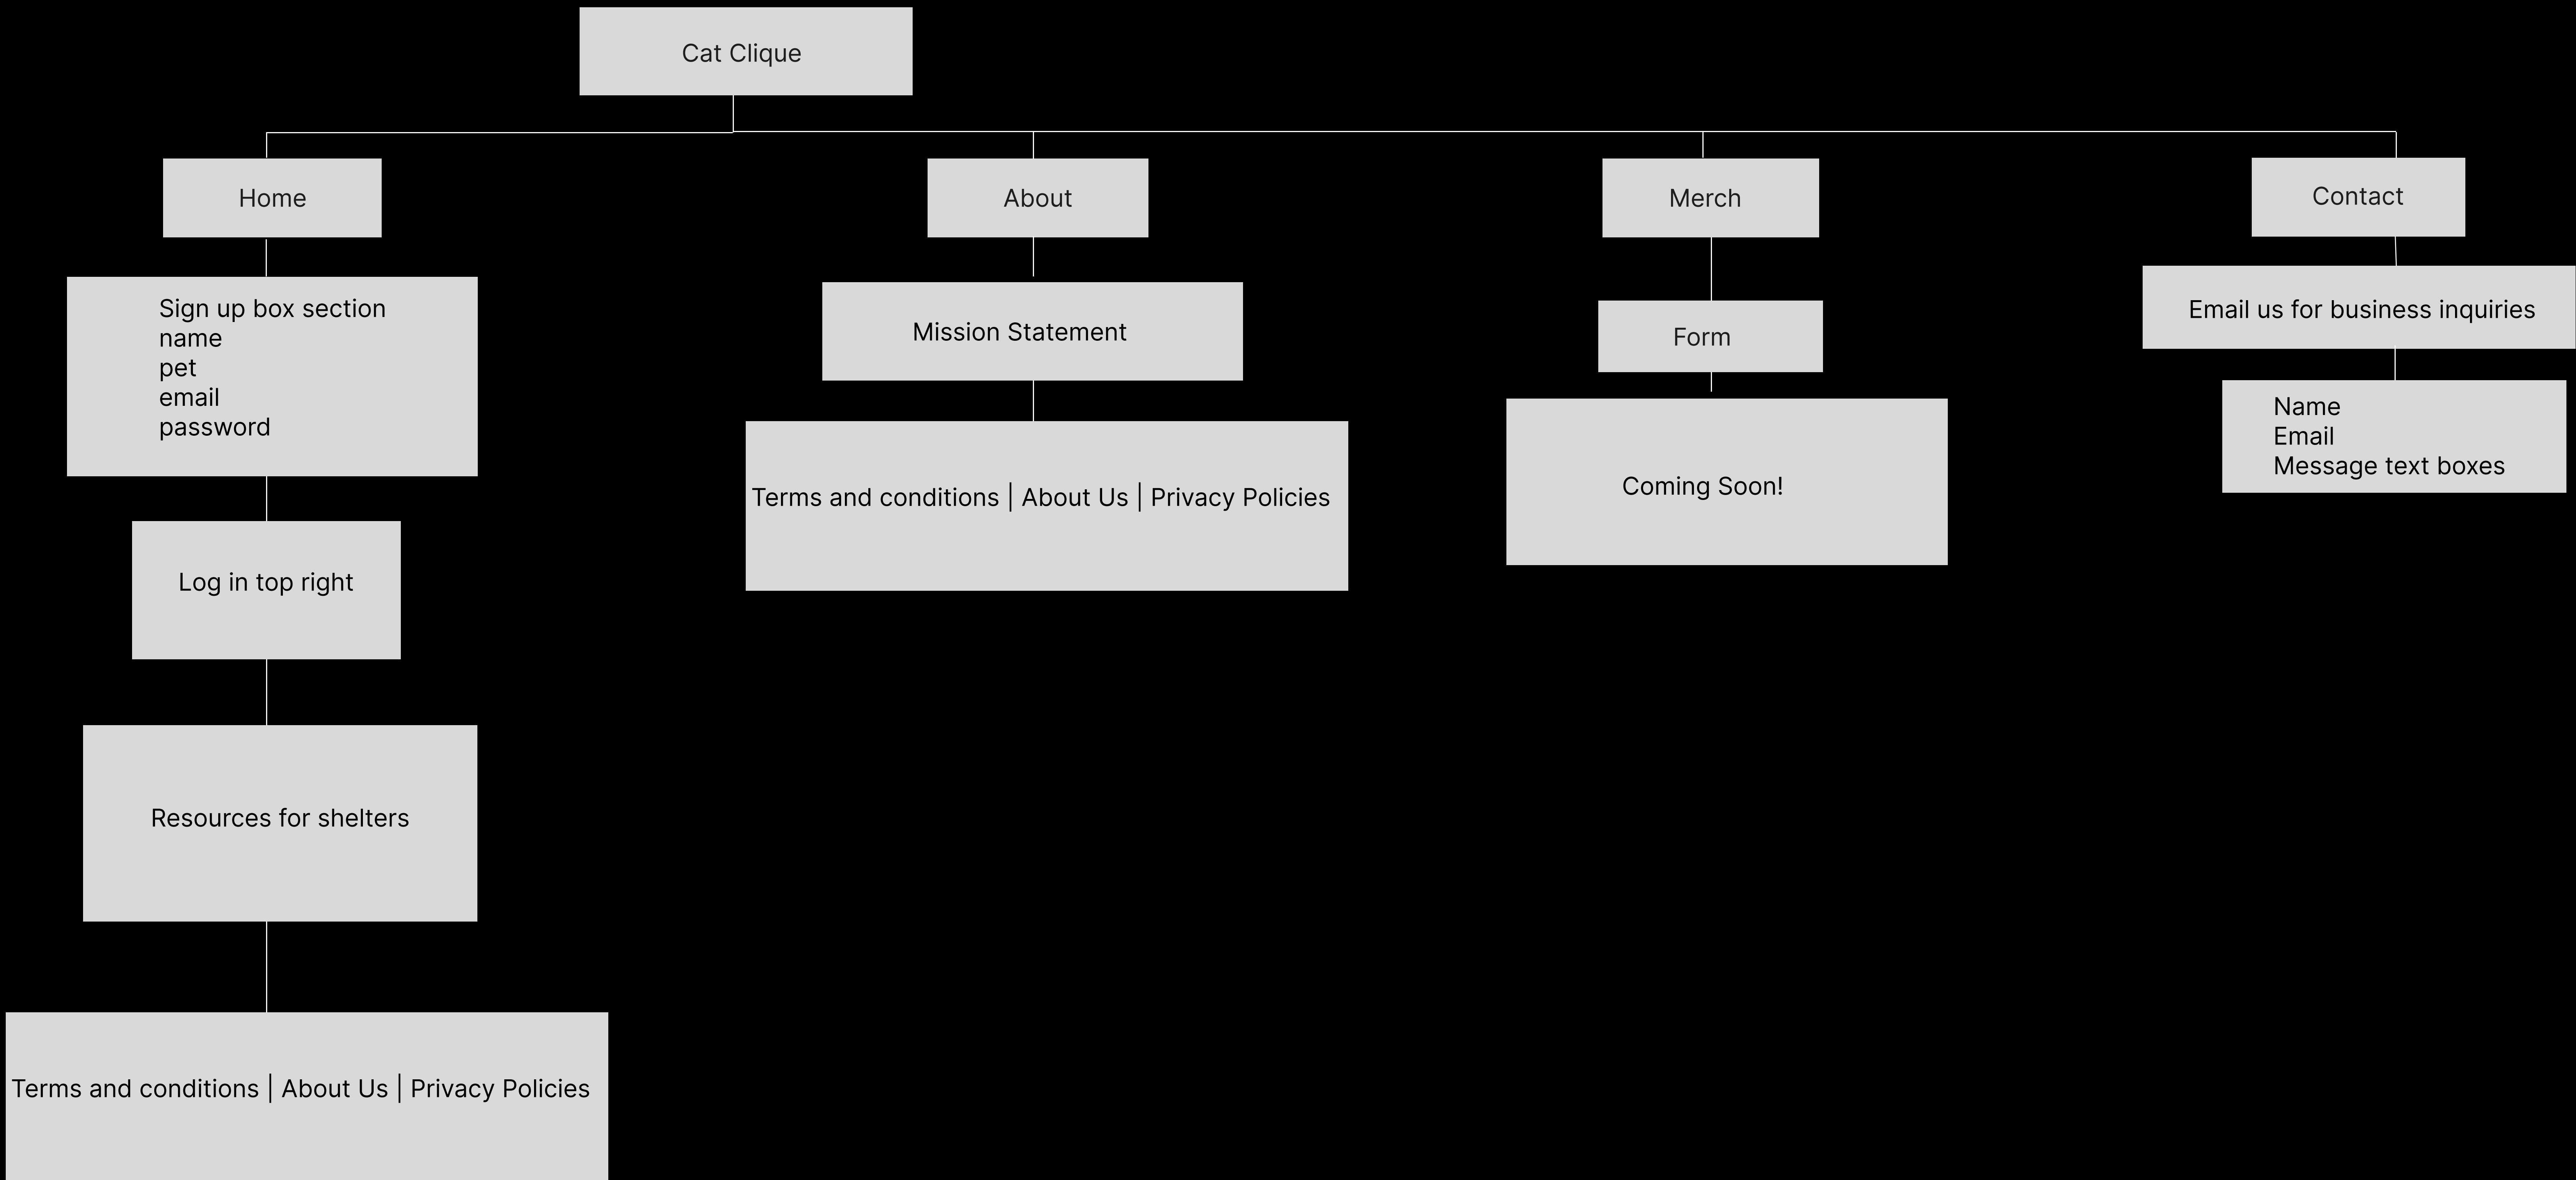 Cat Clique
Home
About
Merch
Contact
Sign up box section
name
pet
email
password
Log in top right
Resources for shelters
Terms and conditions | About Us | Privacy Policies
Mission Statement
Terms and conditions | About Us | Privacy Policies
Form
Coming Soon!
Email us for business inquiries
Name
Email
Message text boxes